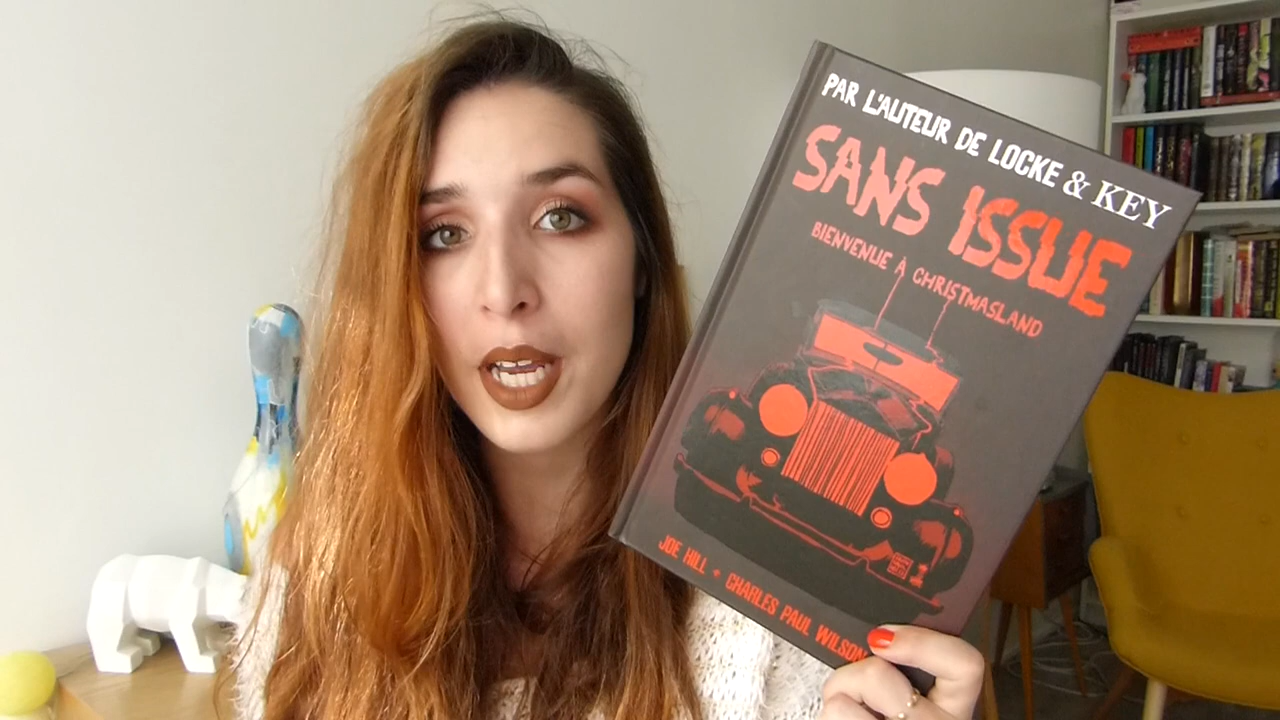 PAR L'AUTEUR DE LOCKE & KEY
SANS ISSUE
BIENVENUE À CHRISTMASLAND
JOE HILL + CHARLES PAUL WILSON